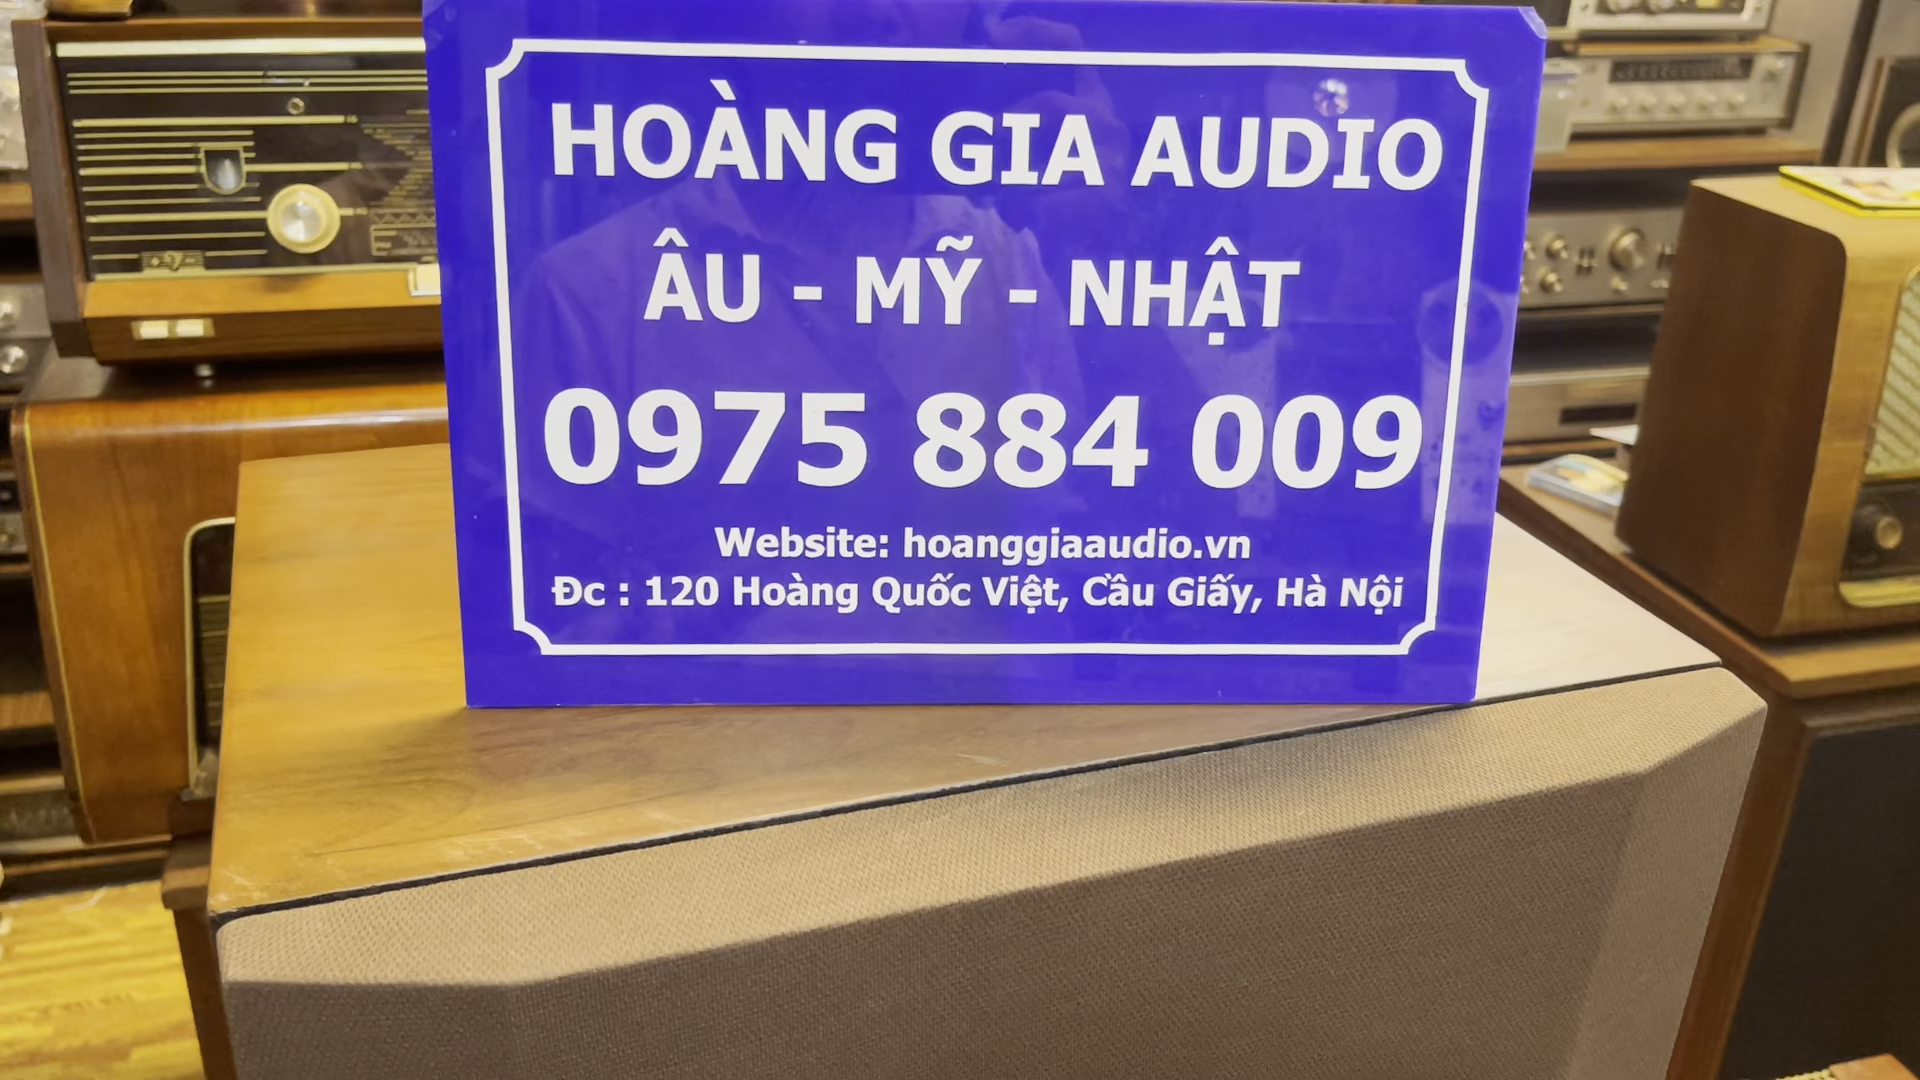 HOÀNG GIA AUDIO
ÂU - MỸ - NHẬT
0975 884 009
Website: hoanggiaaudio.vn
Đc : 120 Hoàng Quốc Việt, Cầu Giấy, Hà Nội